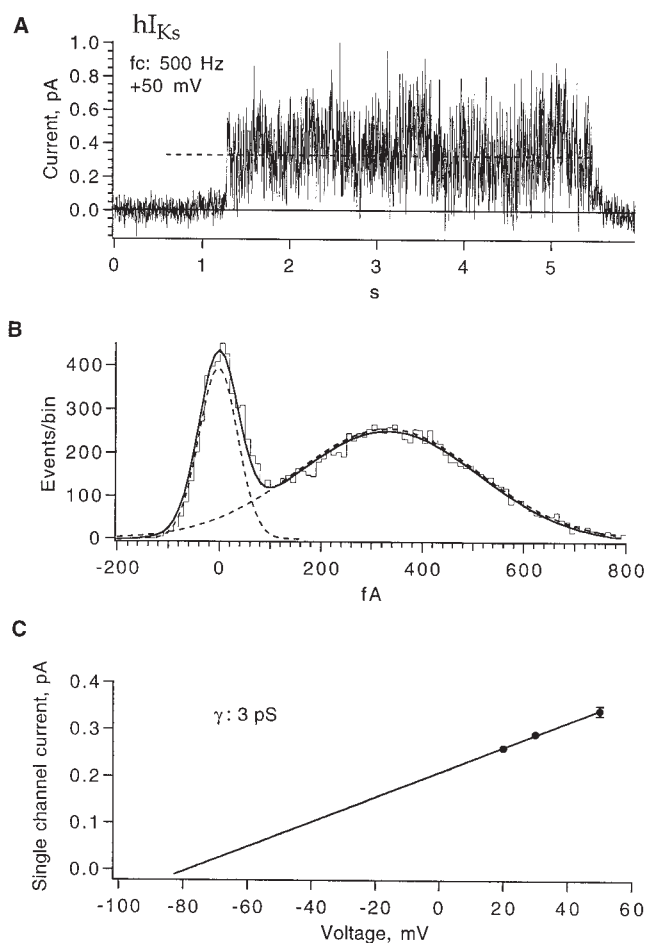 A
hI_Ks
fc: 500 Hz
+50 mV
Current, pA
1.0
0.8
0.6
0.4
0.2
0.0
0 1 2 3 4 5
s
B
Events/bin
400
300
200
100
0
-200 0 200 400 600 800
fA
C
Single channel current, pA
0.4
0.3
0.2
0.1
0.0
γ: 3 pS
-100 -80 -60 -40 -20 0 20 40 60
Voltage, mV